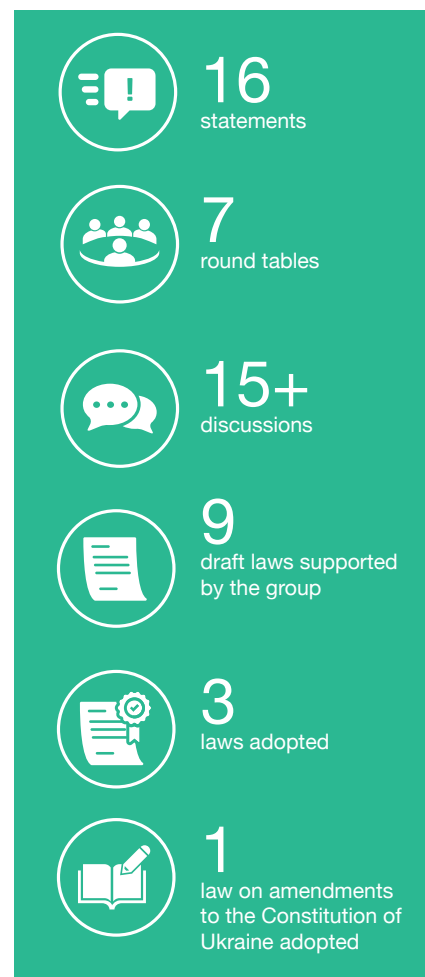 16
statements
7
round tables
15+
discussions
9
draft laws supported
by the group
3
laws adopted
1
law on amendments
to the Constitution of
Ukraine adopted